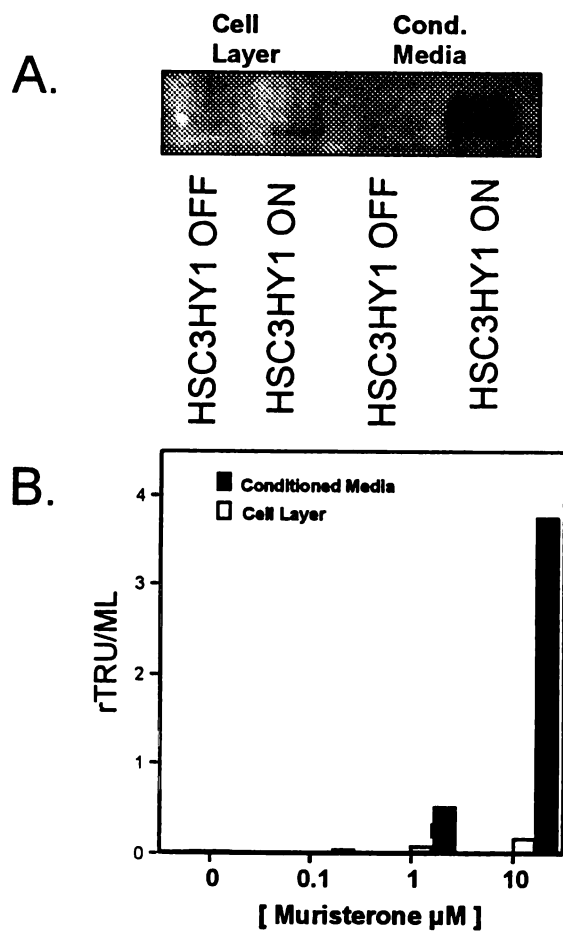 A.
Cell
Layer
Cond.
Media
HSC3HY1 OFF
HSC3HY1 ON
HSC3HY1 OFF
HSC3HY1 ON
B.
Conditioned Media
Cell Layer
rTRU/ML
4
3
2
1
0
0
0.1
1
10
[ Muristerone µM ]